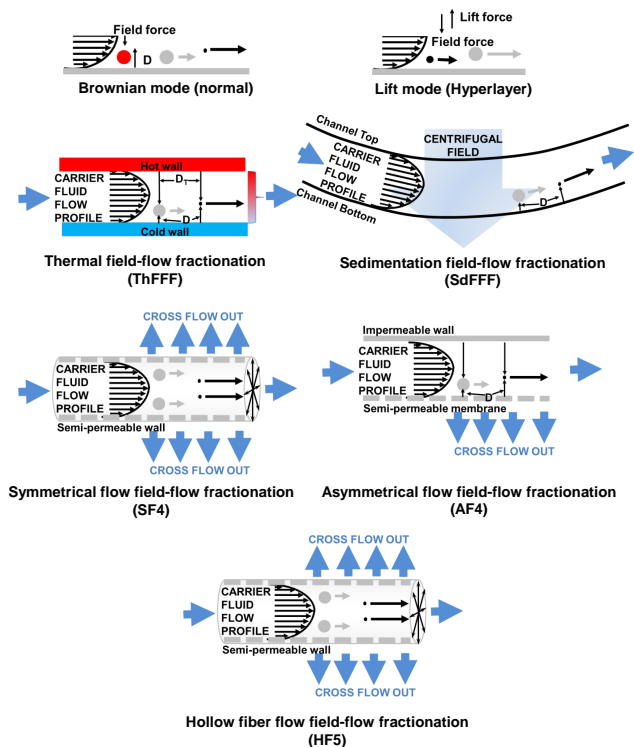 Field force
D
Brownian mode (normal)
Lift force
Field force
Lift mode (Hyperlayer)
Hot wall
CARRIER
FLUID
FLOW
PROFILE
DT
D
Cold wall
Thermal field-flow fractionation
(ThFFF)
Channel Top
CARRIER
FLUID
FLOW
PROFILE
Channel Bottom
CENTRIFUGAL
FIELD
D
Sedimentation field-flow fractionation
(SdFFF)
CROSS FLOW OUT
CARRIER
FLUID
FLOW
PROFILE
Semi-permeable wall
CROSS FLOW OUT
Symmetrical flow field-flow fractionation
(SF4)
Impermeable wall
CARRIER
FLUID
FLOW
PROFILE
D
Semi-permeable membrane
CROSS FLOW OUT
Asymmetrical flow field-flow fractionation
(AF4)
CROSS FLOW OUT
CARRIER
FLUID
FLOW
PROFILE
Semi-permeable wall
CROSS FLOW OUT
Hollow fiber flow field-flow fractionation
(HF5)